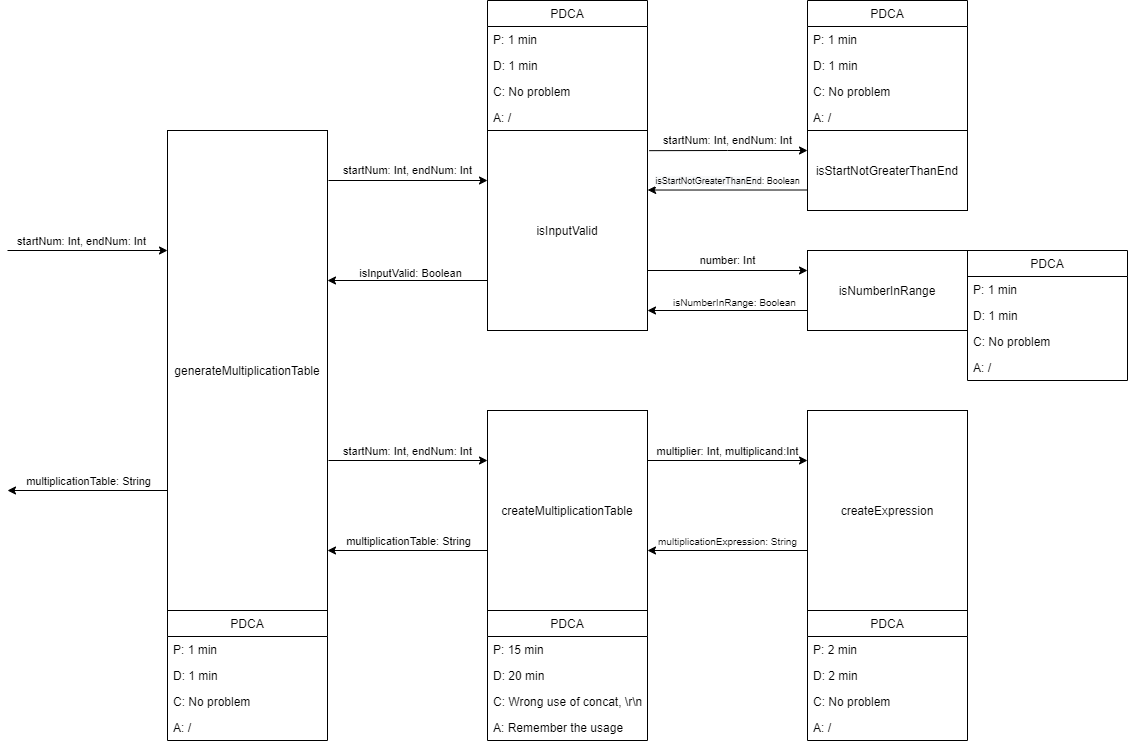 PDCA
P: 1 min
D: 1 min
C: No problem
A: /
PDCA
P: 1 min
D: 1 min
C: No problem
A: /
startNum: Int, endNum: Int
isStartNotGreaterThanEnd: Boolean
isStartNotGreaterThanEnd
startNum: Int, endNum: Int
isInputValid
startNum: Int, endNum: Int
isInputValid: Boolean
number: Int
isNumberInRange: Boolean
isNumberInRange
PDCA
P: 1 min
D: 1 min
C: No problem
A: /
generateMultiplicationTable
startNum: Int, endNum: Int
multiplier: Int, multiplicand:Int
multiplicationTable: String
createMultiplicationTable
createExpression
multiplicationTable: String
multiplicationExpression: String
PDCA
P: 1 min
D: 1 min
C: No problem
A: /
PDCA
P: 15 min
D: 20 min
C: Wrong use of concat, \r\n
A: Remember the usage
PDCA
P: 2 min
D: 2 min
C: No problem
A: /